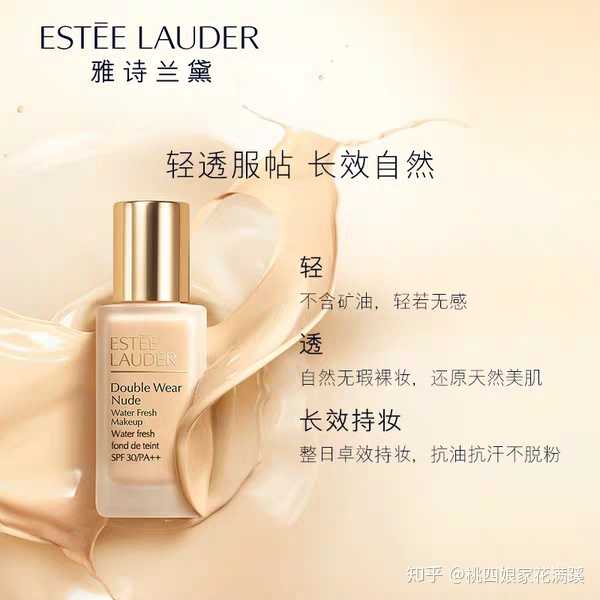 ESTĒE LAUDER
雅诗兰黛
轻透服帖 长效自然
轻
不含矿油，轻若无感
透
自然无瑕裸妆，还原天然美肌
长效持妆
整日卓效持妆，抗油抗汗不脱粉
ESTĒE
LAUDER
Double Wear
Nude
Water Fresh
Makeup
Water fresh
fond de teint
SPF 30/PA++
知乎 @桃四娘家花满蹊